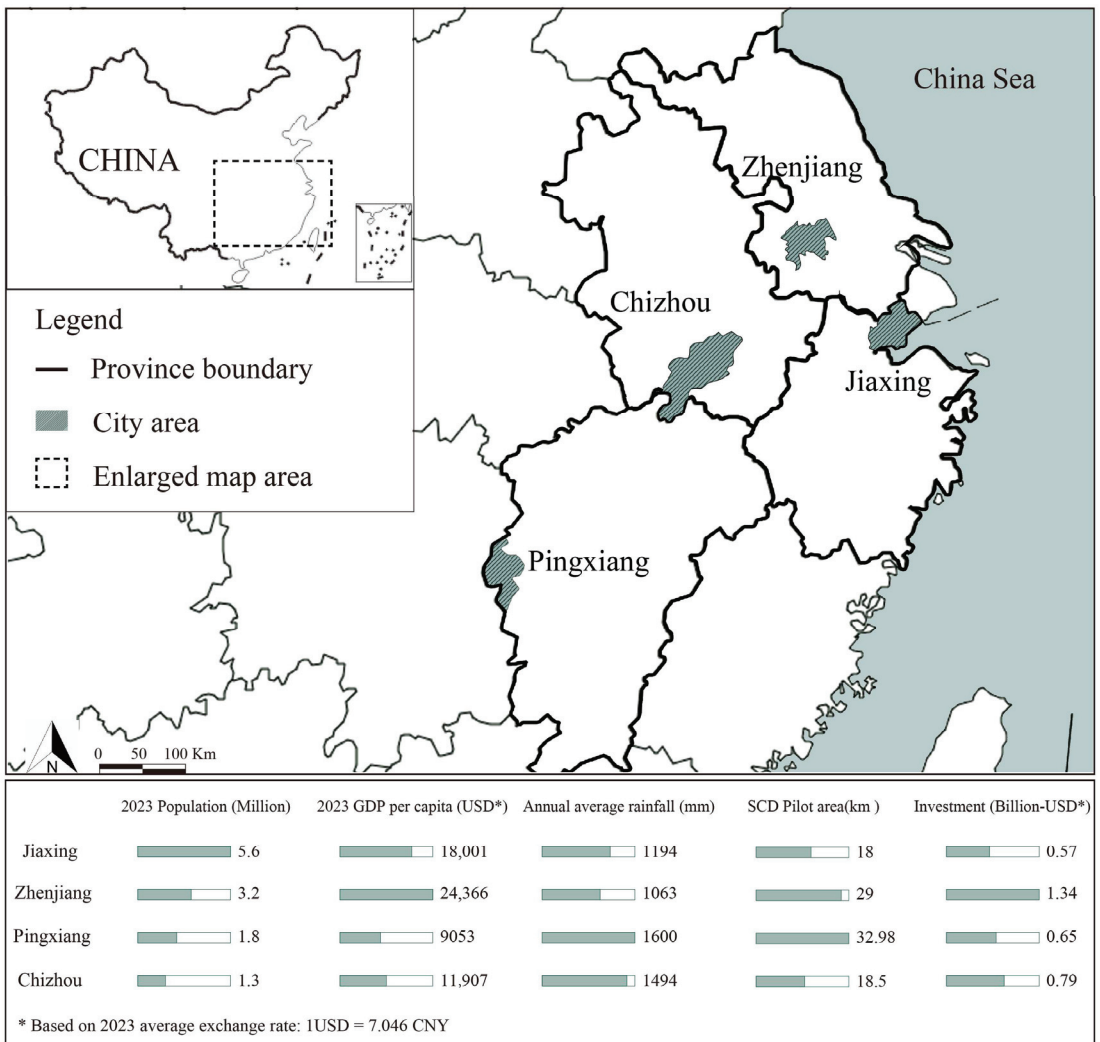 China Sea
CHINA
Zhenjiang
Chizhou
Jiaxing
Pingxiang
Legend
Province boundary
City area
Enlarged map area
N
0 50 100 Km
2023 Population (Million) 2023 GDP per capita (USD*) Annual average rainfall (mm) SCD Pilot area(km ) Investment (Billion-USD*)
Jiaxing 5.6 18,001 1194 18 0.57
Zhenjiang 3.2 24,366 1063 29 1.34
Pingxiang 1.8 9053 1600 32.98 0.65
Chizhou 1.3 11,907 1494 18.5 0.79
* Based on 2023 average exchange rate: 1USD = 7.046 CNY